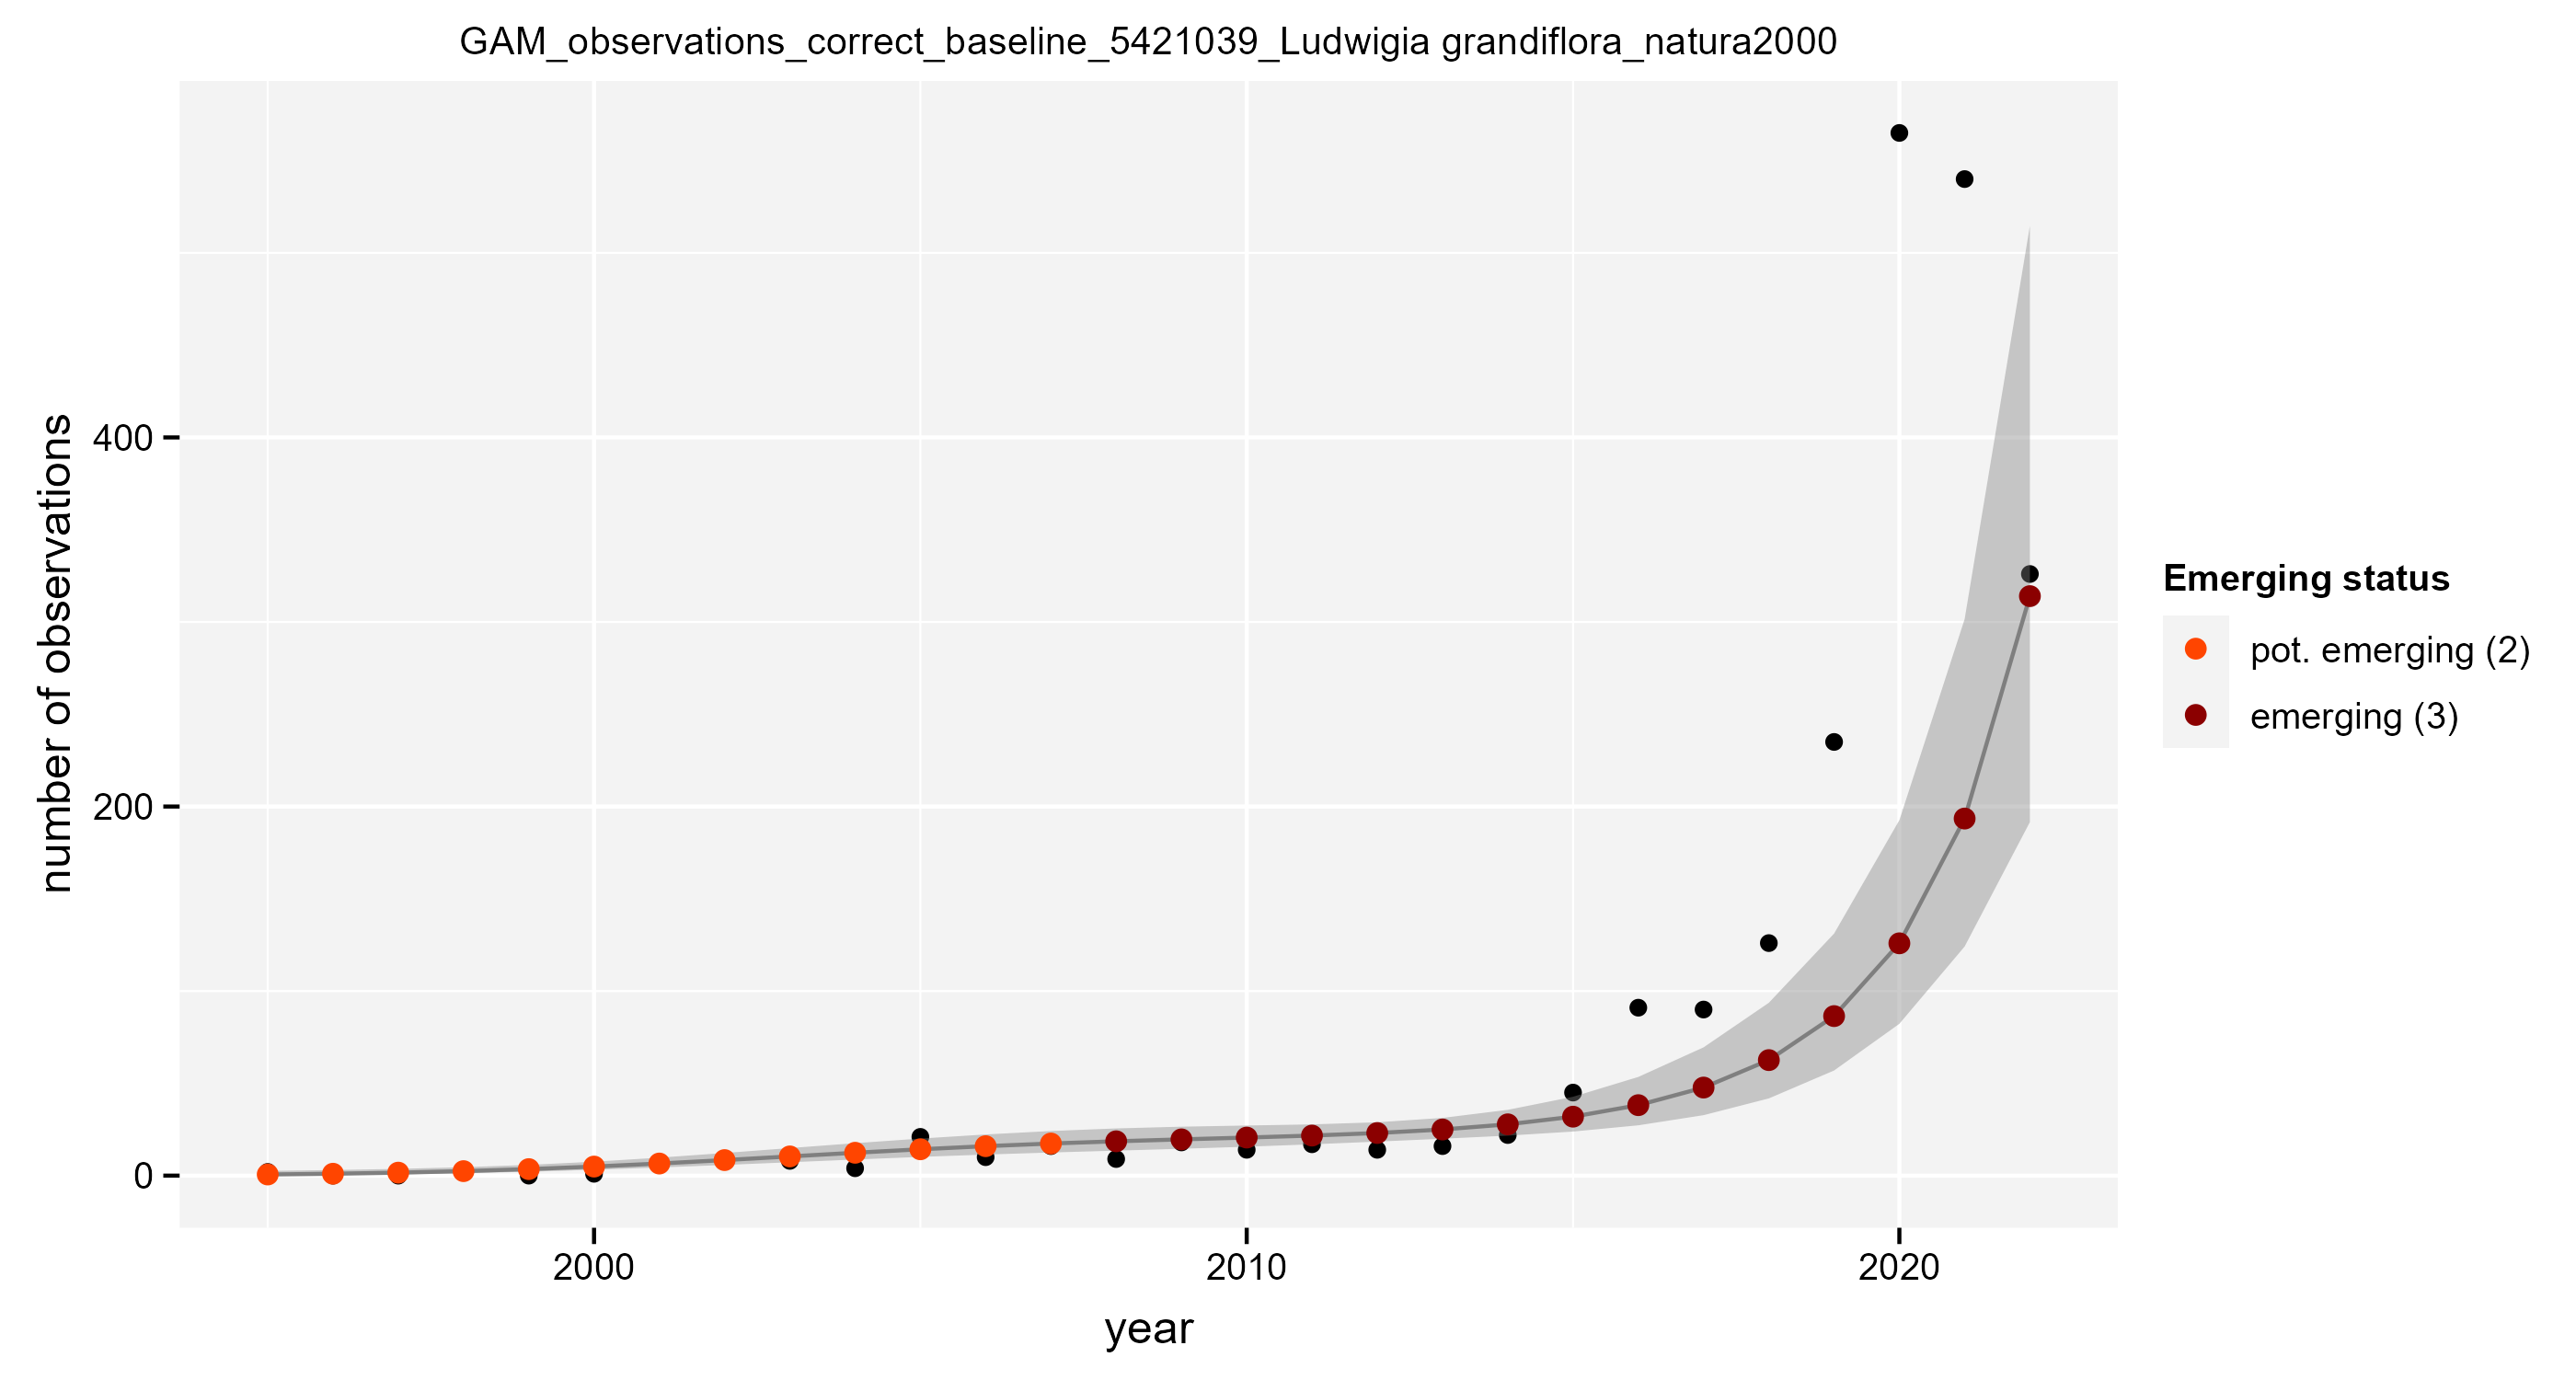 GAM_observations_correct_baseline_5421039_Ludwigia grandiflora_natura2000
number of observations
400
200
0
2000
2010
2020
year
Emerging status
pot. emerging (2)
emerging (3)